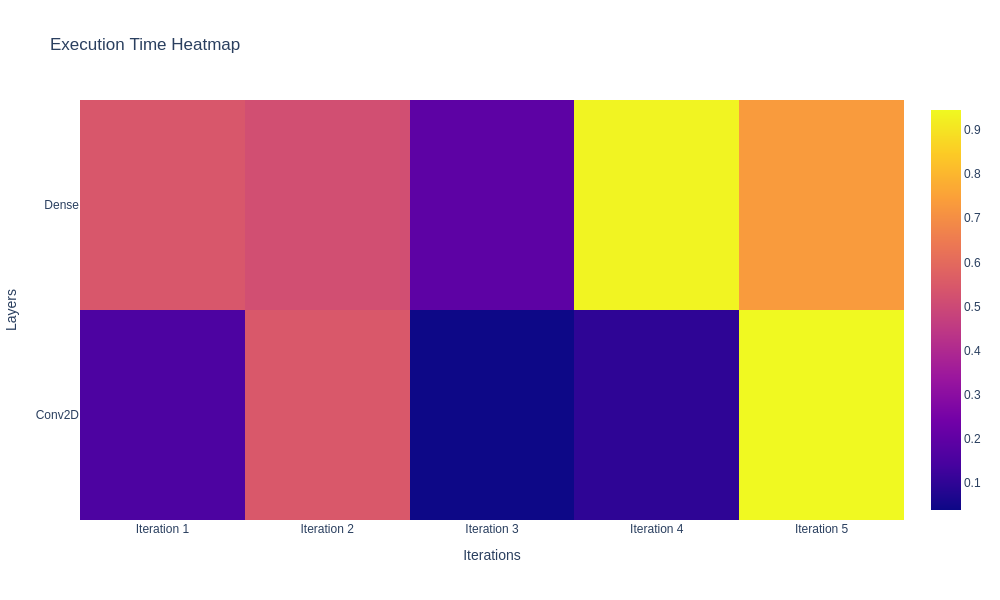 Execution Time Heatmap
Layers
Dense
Conv2D
Iteration 1
Iteration 2
Iteration 3
Iteration 4
Iteration 5
Iterations
0.9
0.8
0.7
0.6
0.5
0.4
0.3
0.2
0.1